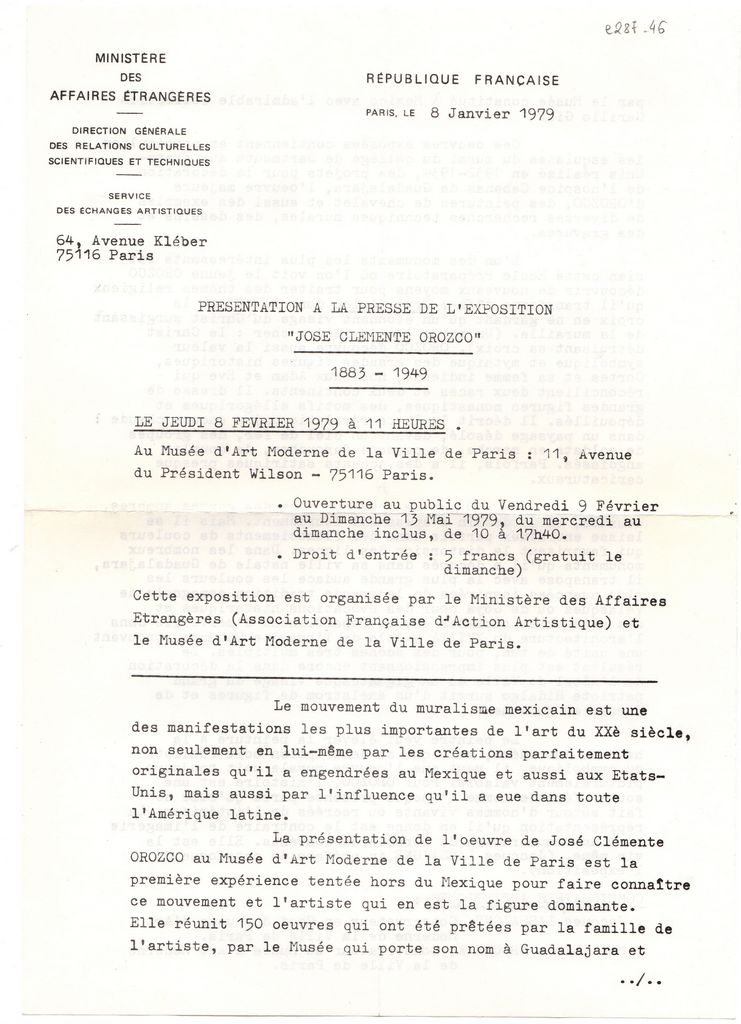 e287-46
MINISTÈRE
DES
AFFAIRES ÉTRANGÈRES
DIRECTION GÉNÉRALE
DES RELATIONS CULTURELLES
SCIENTIFIQUES ET TECHNIQUES
SERVICE
DES ÉCHANGES ARTISTIQUES
64, Avenue Kléber
75116 Paris
RÉPUBLIQUE FRANÇAISE
PARIS, LE 8 Janvier 1979
PRESENTATION A LA PRESSE DE L'EXPOSITION
"JOSE CLEMENTE OROZCO"
1883 - 1949
LE JEUDI 8 FEVRIER 1979 à 11 HEURES .
Au Musée d'Art Moderne de la Ville de Paris : 11, Avenue
du Président Wilson - 75116 Paris.
. Ouverture au public du Vendredi 9 Février
au Dimanche 13 Mai 1979, du mercredi au
dimanche inclus, de 10 à 17h40.
. Droit d'entrée : 5 francs (gratuit le
dimanche)
Cette exposition est organisée par le Ministère des Affaires
Etrangères (Association Française d'Action Artistique) et
le Musée d'Art Moderne de la Ville de Paris.
Le mouvement du muralisme mexicain est une
des manifestations les plus importantes de l'art du XXè siècle,
non seulement en lui-même par les créations parfaitement
originales qu'il a engendrées au Mexique et aussi aux Etats-
Unis, mais aussi par l'influence qu'il a eue dans toute
l'Amérique latine.
La présentation de l'oeuvre de José Clémente
OROZCO au Musée d'Art Moderne de la Ville de Paris est la
première expérience tentée hors du Mexique pour faire connaître
ce mouvement et l'artiste qui en est la figure dominante.
Elle réunit 150 oeuvres qui ont été prêtées par la famille de
l'artiste, par le Musée qui porte son nom à Guadalajara et
../..